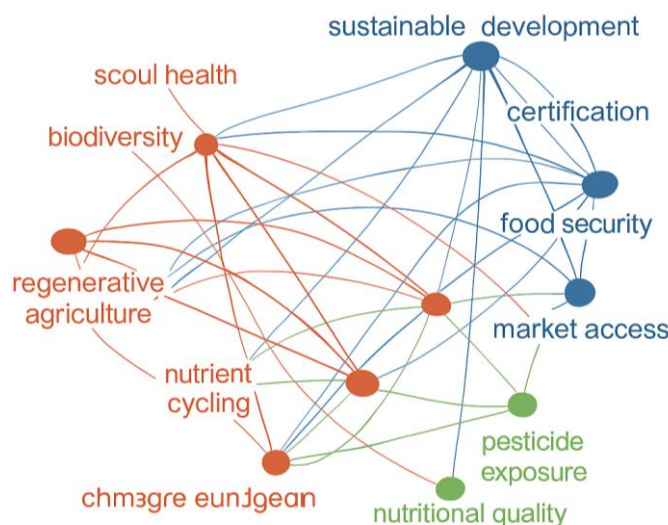 sustainable development
scoul health
certification
biodiversity
food security
regenerative
agriculture
market access
nutrient
cycling
pesticide
exposure
nutritional quality